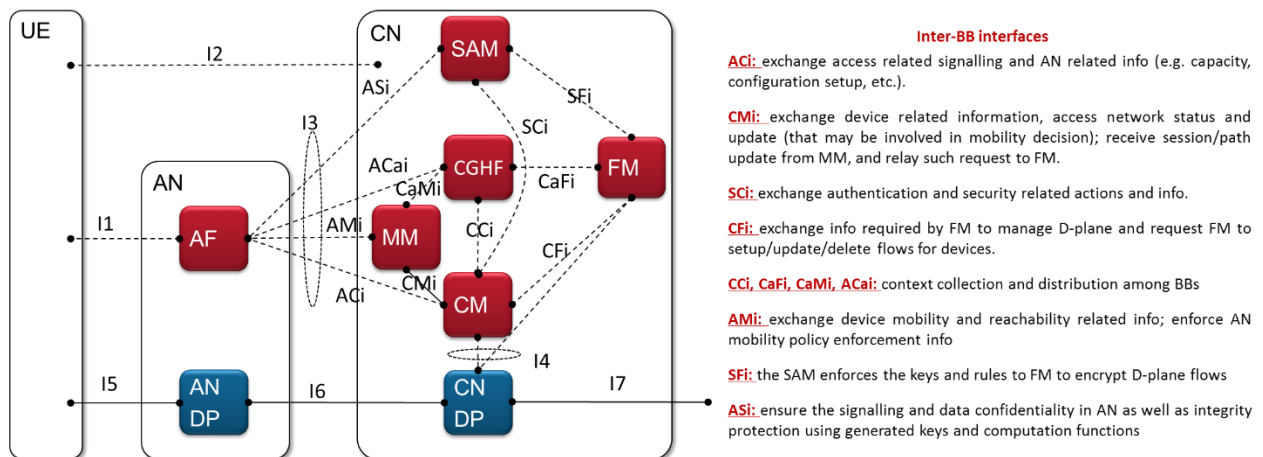 UE
CN
SAM
I2
ASi
SFi
I3
SCi
AN
ACai
CGHF
FM
CaMi
CaFi
I1
AF
AMi
MM
CCi
CFi
CMi
ACi
CM
I4
I5
AN
DP
I6
CN
DP
I7
Inter-BB interfaces
ACi: exchange access related signalling and AN related info (e.g. capacity,
configuration setup, etc.).
CMi: exchange device related information, access network status and
update (that may be involved in mobility decision); receive session/path
update from MM, and relay such request to FM.
SCi: exchange authentication and security related actions and info.
CFi: exchange info required by FM to manage D-plane and request FM to
setup/update/delete flows for devices.
CCi, CaFi, CaMi, ACai: context collection and distribution among BBs
AMi: exchange device mobility and reachability related info; enforce AN
mobility policy enforcement info
SFi: the SAM enforces the keys and rules to FM to encrypt D-plane flows
ASi: ensure the signalling and data confidentiality in AN as well as integrity
protection using generated keys and computation functions